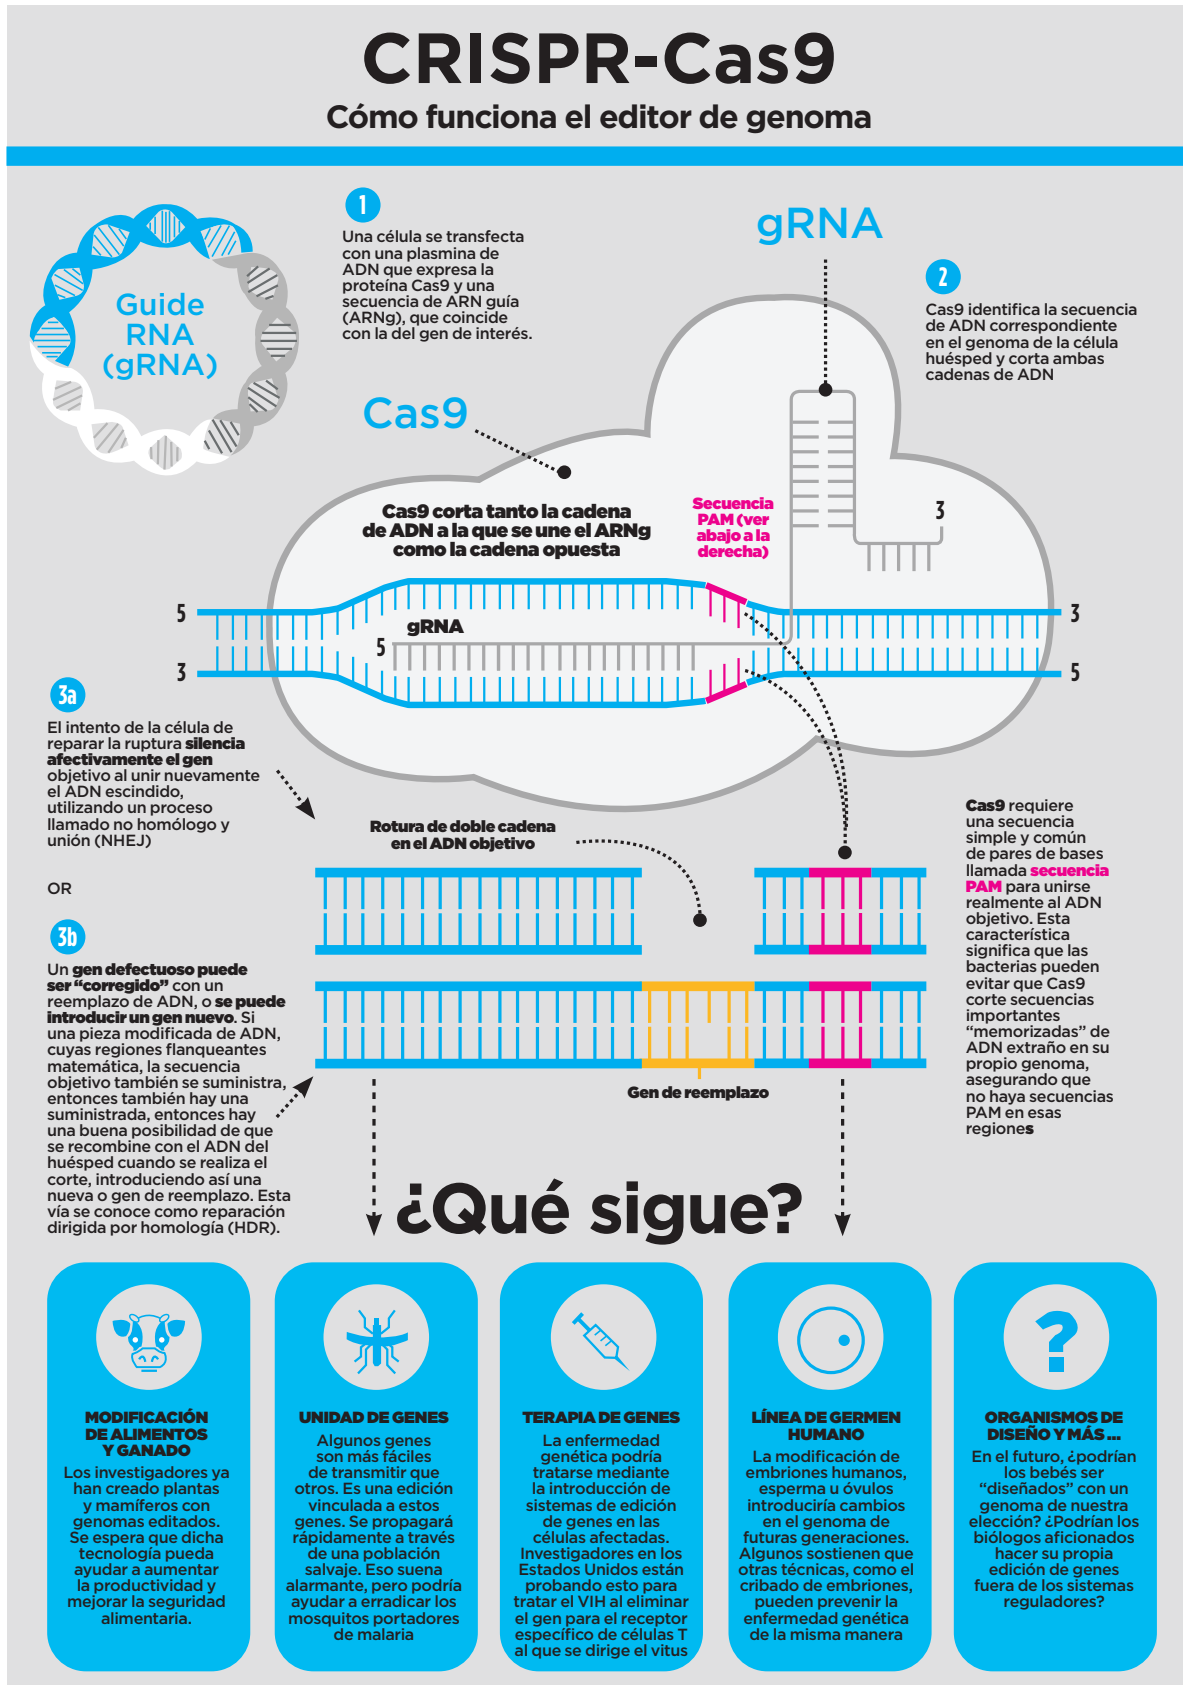 CRISPR-Cas9
Cómo funciona el editor de genoma
Guide
RNA
(gRNA)
1
Una célula se transfecta
con una plasmina de
ADN que expresa la
proteína Cas9 y una
secuencia de ARN guía
(ARNg), que coincide
con la del gen de interés.
gRNA
2
Cas9 identifica la secuencia
de ADN correspondiente
en el genoma de la célula
huésped y corta ambas
cadenas de ADN
Cas9
Cas9 corta tanto la cadena
de ADN a la que se une el ARNg
como la cadena opuesta
Secuencia
PAM (ver
abajo a la
derecha)
3
5
3
gRNA
5
3
5
3a
El intento de la célula de
reparar la ruptura silencia
afectivamente el gen
objetivo al unir nuevamente
el ADN escindido,
utilizando un proceso
llamado no homólogo y
unión (NHEJ)
OR
3b
Un gen defectuoso puede
ser “corregido” con un
reemplazo de ADN, o se puede
introducir un gen nuevo. Si
una pieza modificada de ADN,
cuyas regiones flanqueantes
matemática, la secuencia
objetivo también se suministra,
entonces también hay una
suministrada, entonces hay
una buena posibilidad de que
se recombine con el ADN del
huésped cuando se realiza el
corte, introduciendo así una
nueva o gen de reemplazo. Esta
vía se conoce como reparación
dirigida por homología (HDR).
Rotura de doble cadena
en el ADN objetivo
Gen de reemplazo
Cas9 requiere
una secuencia
simple y común
de pares de bases
llamada secuencia
PAM para unirse
realmente al ADN
objetivo. Esta
característica
significa que las
bacterias pueden
evitar que Cas9
corte secuencias
importantes
“memorizadas” de
ADN extraño en su
propio genoma,
asegurando que
no haya secuencias
PAM en esas
regiones
¿Qué sigue?
MODIFICACIÓN
DE ALIMENTOS
Y GANADO
Los investigadores ya
han creado plantas
y mamíferos con
genomas editados.
Se espera que dicha
tecnología pueda
ayudar a aumentar
la productividad y
mejorar la seguridad
alimentaria.
UNIDAD DE GENES
Algunos genes
son más fáciles
de transmitir que
otros. Es una edición
vinculada a estos
genes. Se propagará
rápidamente a través
de una población
salvaje. Eso suena
alarmante, pero podría
ayudar a erradicar los
mosquitos portadores
de malaria
TERAPIA DE GENES
La enfermedad
genética podría
tratarse mediante
la introducción de
sistemas de edición
de genes en las
células afectadas.
Investigadores en los
Estados Unidos están
probando esto para
tratar el VIH al eliminar
el gen para el receptor
específico de células T
al que se dirige el vitus
LÍNEA DE GERMEN
HUMANO
La modificación de
embriones humanos,
esperma u óvulos
introduciría cambios
en el genoma de
futuras generaciones.
Algunos sostienen que
otras técnicas, como el
cribado de embriones,
pueden prevenir la
enfermedad genética
de la misma manera
ORGANISMOS DE
DISEÑO Y MÁS ...
En el futuro, ¿podrían
los bebés ser
“diseñados” con un
genoma de nuestra
elección? ¿Podrían los
biólogos aficionados
hacer su propia
edición de genes
fuera de los sistemas
reguladores?